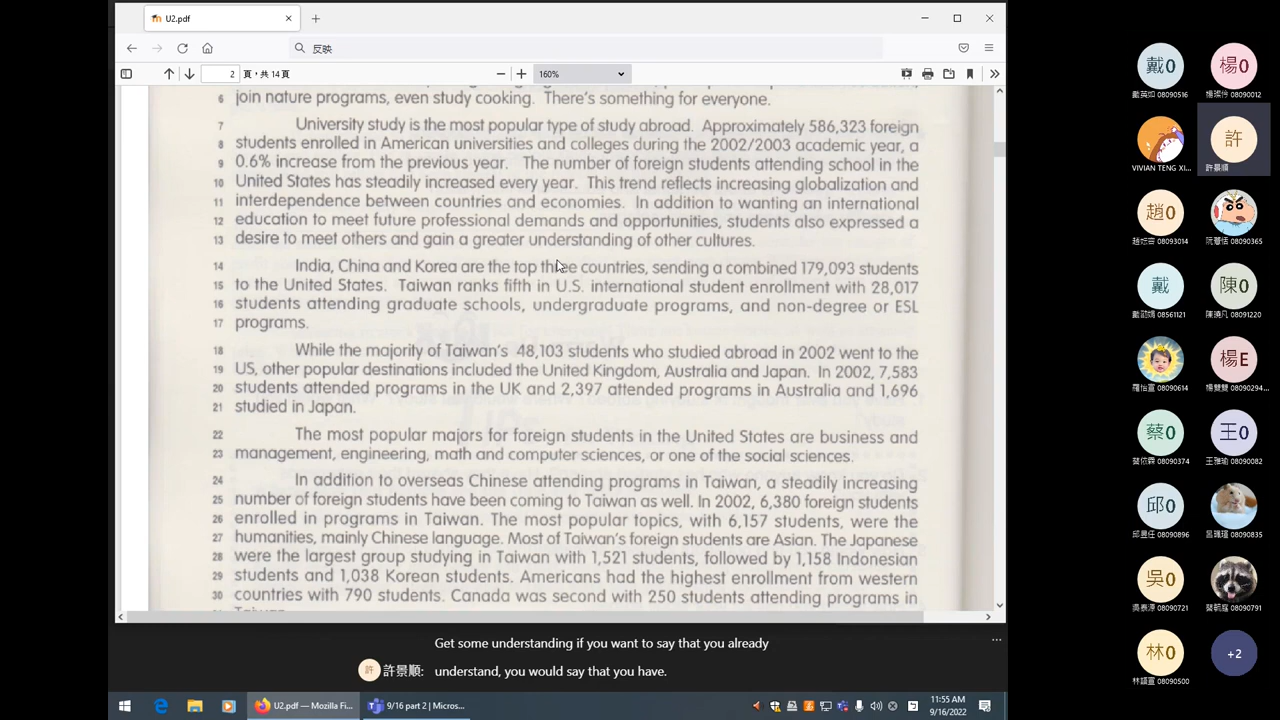 U2.pdf
反映
2
頁，共 14 頁
160%
6 join nature programs, even study cooking. There's something for everyone.
7 University study is the most popular type of study abroad. Approximately 586,323 foreign
8 students enrolled in American universities and colleges during the 2002/2003 academic year, a
9 0.6% increase from the previous year. The number of foreign students attending school in the
10 United States has steadily increased every year. This trend reflects increasing globalization and
11 interdependence between countries and economies. In addition to wanting an international
12 education to meet future professional demands and opportunities, students also expressed a
13 desire to meet others and gain a greater understanding of other cultures.
14 India, China and Korea are the top three countries, sending a combined 179,093 students
15 to the United States. Taiwan ranks fifth in U.S. international student enrollment with 28,017
16 students attending graduate schools, undergraduate programs, and non-degree or ESL
17 programs.
18 While the majority of Taiwan's 48,103 students who studied abroad in 2002 went to the
19 US, other popular destinations included the United Kingdom, Australia and Japan. In 2002, 7,583
20 students attended programs in the UK and 2,397 attended programs in Australia and 1,696
21 studied in Japan.
22 The most popular majors for foreign students in the United States are business and
23 management, engineering, math and computer sciences, or one of the social sciences.
24 In addition to overseas Chinese attending programs in Taiwan, a steadily increasing
25 number of foreign students have been coming to Taiwan as well. In 2002, 6,380 foreign students
26 enrolled in programs in Taiwan. The most popular topics, with 6,157 students, were the
27 humanities, mainly Chinese language. Most of Taiwan's foreign students are Asian. The Japanese
28 were the largest group studying in Taiwan with 1,521 students, followed by 1,158 Indonesian
29 students and 1,038 Korean students. Americans had the highest enrollment from western
30 countries with 790 students. Canada was second with 250 students attending programs in
Get some understanding if you want to say that you already
許 許景順: understand, you would say that you have.
U2.pdf — Mozilla Fi...
9/16 part 2 | Micros...
11:55 AM
9/16/2022
戴0 楊0
08090516 08090012
許
VIVIAN TENG XI... 許景順
趙0
08093014 08090365
戴 陳0
08561121 08091220
楊E
08090614 08090294...
蔡0 王0
08090374 08090082
邱0
08090896 08090835
吳0
08090721 08090791
林0 +2
08090500